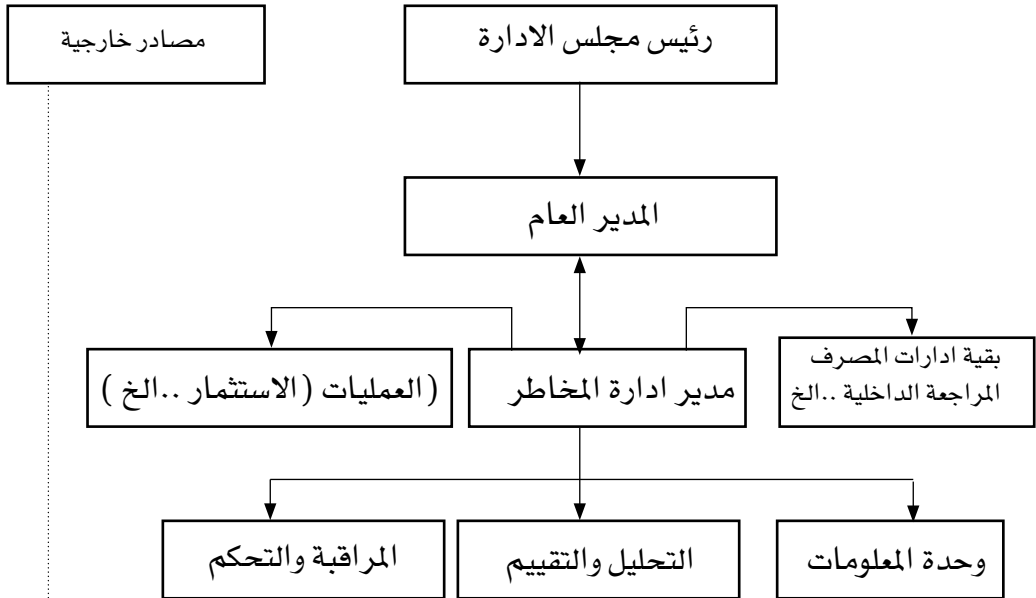 رئيس مجلس الادارة
مصادر خارجية
المدير العام
بقية ادارات المصرف
المراجعة الداخلية ..الخ
مدير ادارة المخاطر
العمليات (الاستثمار ..الخ ))
وحدة المعلومات
التحليل والتقييم
المراقبة والتحكم